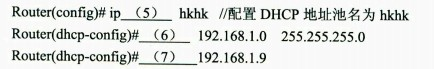 Router(config)# ip （5） hkhk //配置 DHCP 地址池名为 hkhk
Router(dhcp-config)# （6） 192.168.1.0 255.255.255.0
Router(dhcp-config)# （7） 192.168.1.9